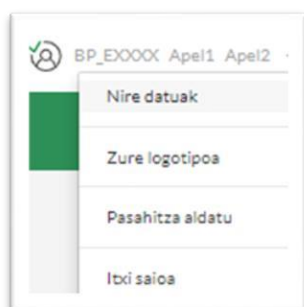 BP_EXXXX Apel1 Apel2
Nire datuak
Zure logotipoa
Pasahitza aldatu
Itxi saioa